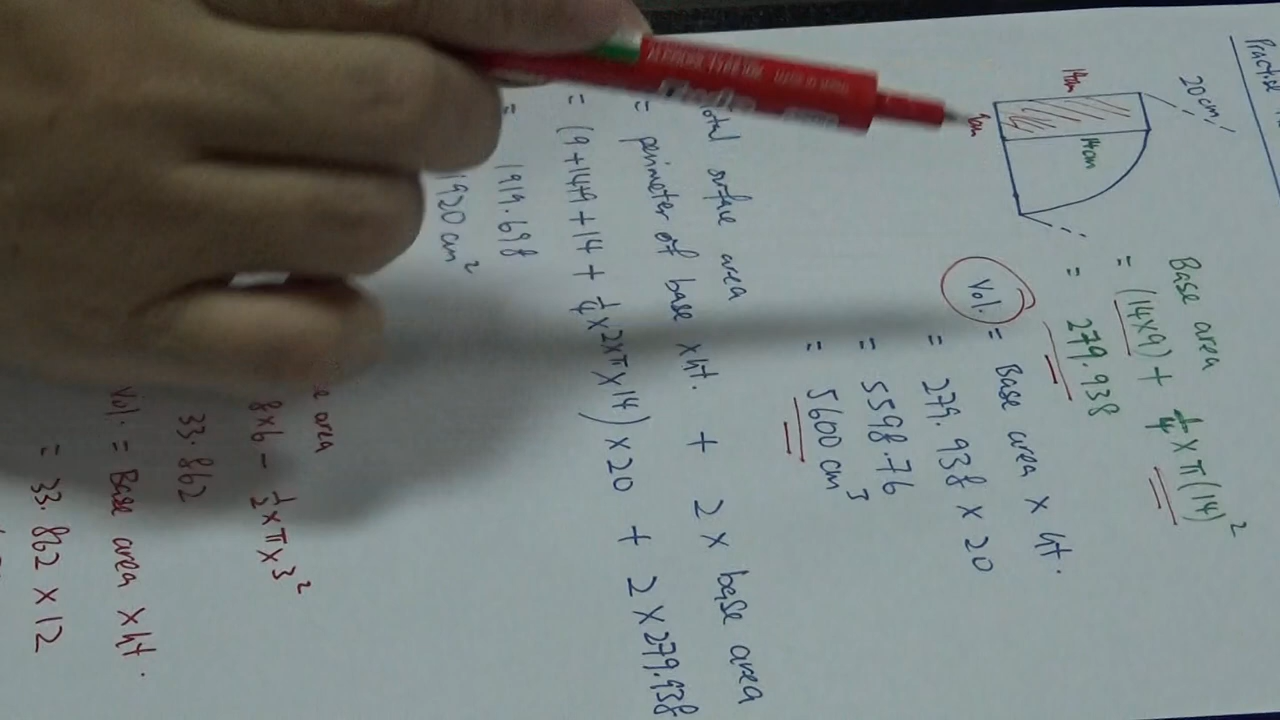 Practise
20 cm
14cm
14cm
Base area
= (14×9) + 1/4 × π(14)²
= 279.938
Vol. = Base area × ht.
= 279.938 × 20
= 5598.76
= 5600 cm³
Total surface area
= perimeter of base × ht. + 2 × base area
= (9+14+9+14 + 1/4×2×π×14) × 20 + 2 × 279.938
= 1919.698
1920 cm²
area
8×6 − 1/2 × π × 3²
33.862
Vol. = Base area × ht.
= 33.862 × 12